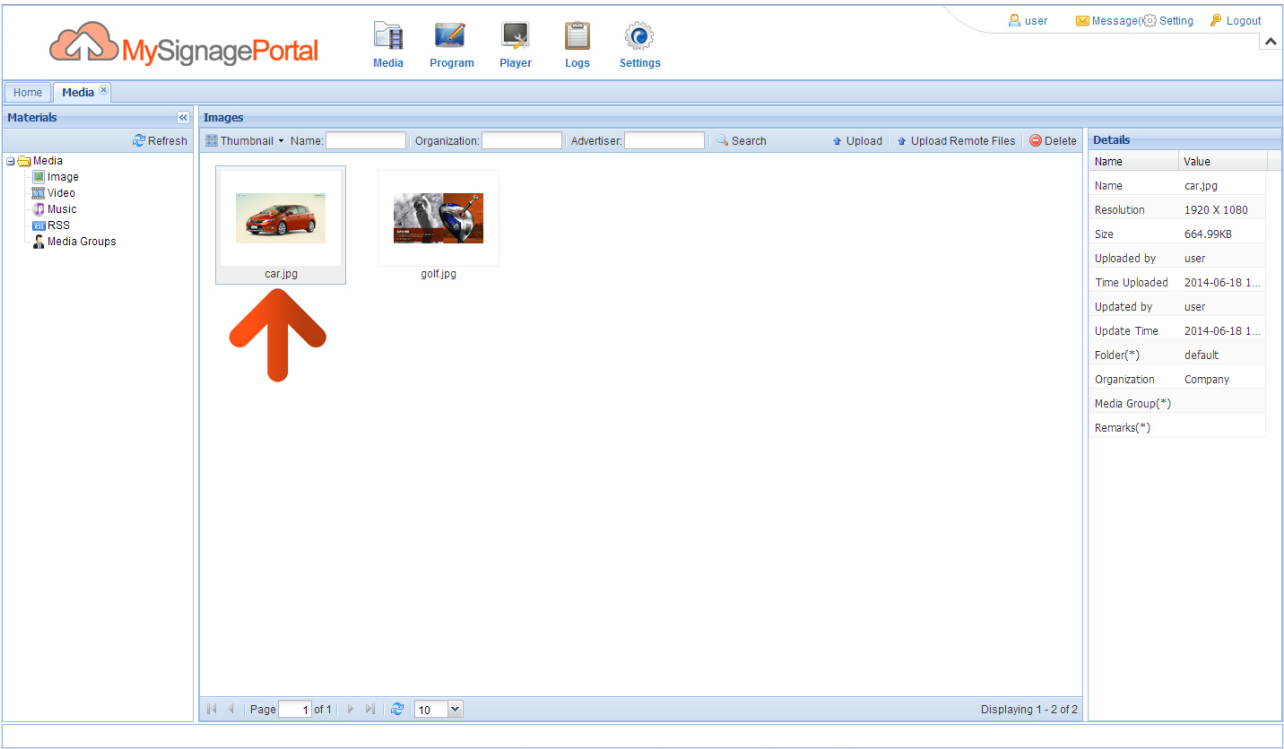 MySignagePortal
Media Program Player Logs Settings
user Message( Setting Logout
Home Media
Materials
Refresh
Media
Image
Video
Music
RSS
Media Groups
Images
Thumbnail Name: Organization: Advertiser: Search Upload Upload Remote Files Delete
car.jpg golf.jpg
Page 1 of 1 10 Displaying 1 - 2 of 2
Details
Name Value
Name car.jpg
Resolution 1920 X 1080
Size 664.99KB
Uploaded by user
Time Uploaded 2014-06-18 1...
Updated by user
Update Time 2014-06-18 1...
Folder(*) default
Organization Company
Media Group(*)
Remarks(*)